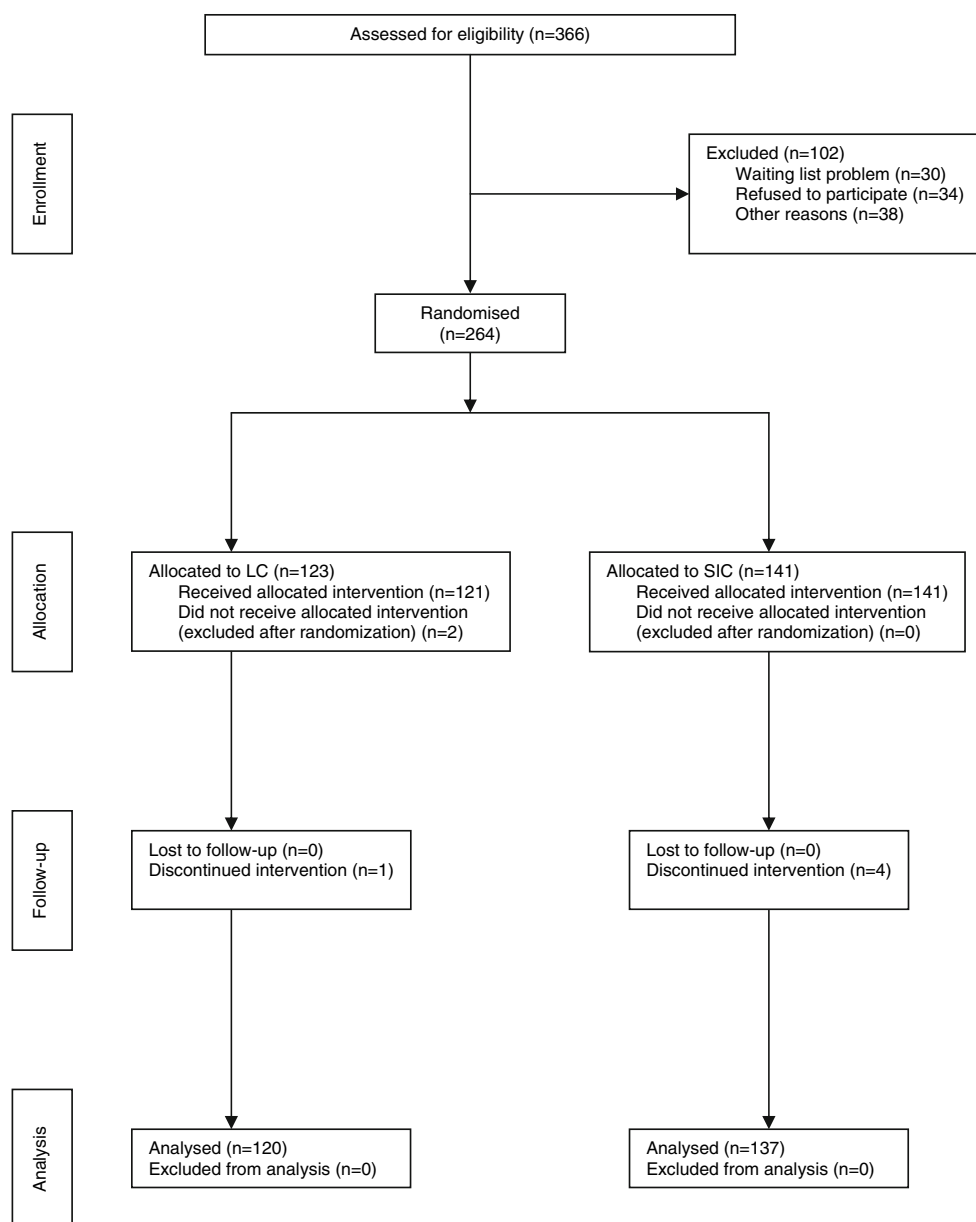 Assessed for eligibility (n=366)
Enrollment
Excluded (n=102)
Waiting list problem (n=30)
Refused to participate (n=34)
Other reasons (n=38)
Randomised
(n=264)
Allocation
Allocated to LC (n=123)
Received allocated intervention (n=121)
Did not receive allocated intervention
(excluded after randomization) (n=2)
Allocated to SIC (n=141)
Received allocated intervention (n=141)
Did not receive allocated intervention
(excluded after randomization) (n=0)
Follow-up
Lost to follow-up (n=0)
Discontinued intervention (n=1)
Lost to follow-up (n=0)
Discontinued intervention (n=4)
Analysis
Analysed (n=120)
Excluded from analysis (n=0)
Analysed (n=137)
Excluded from analysis (n=0)